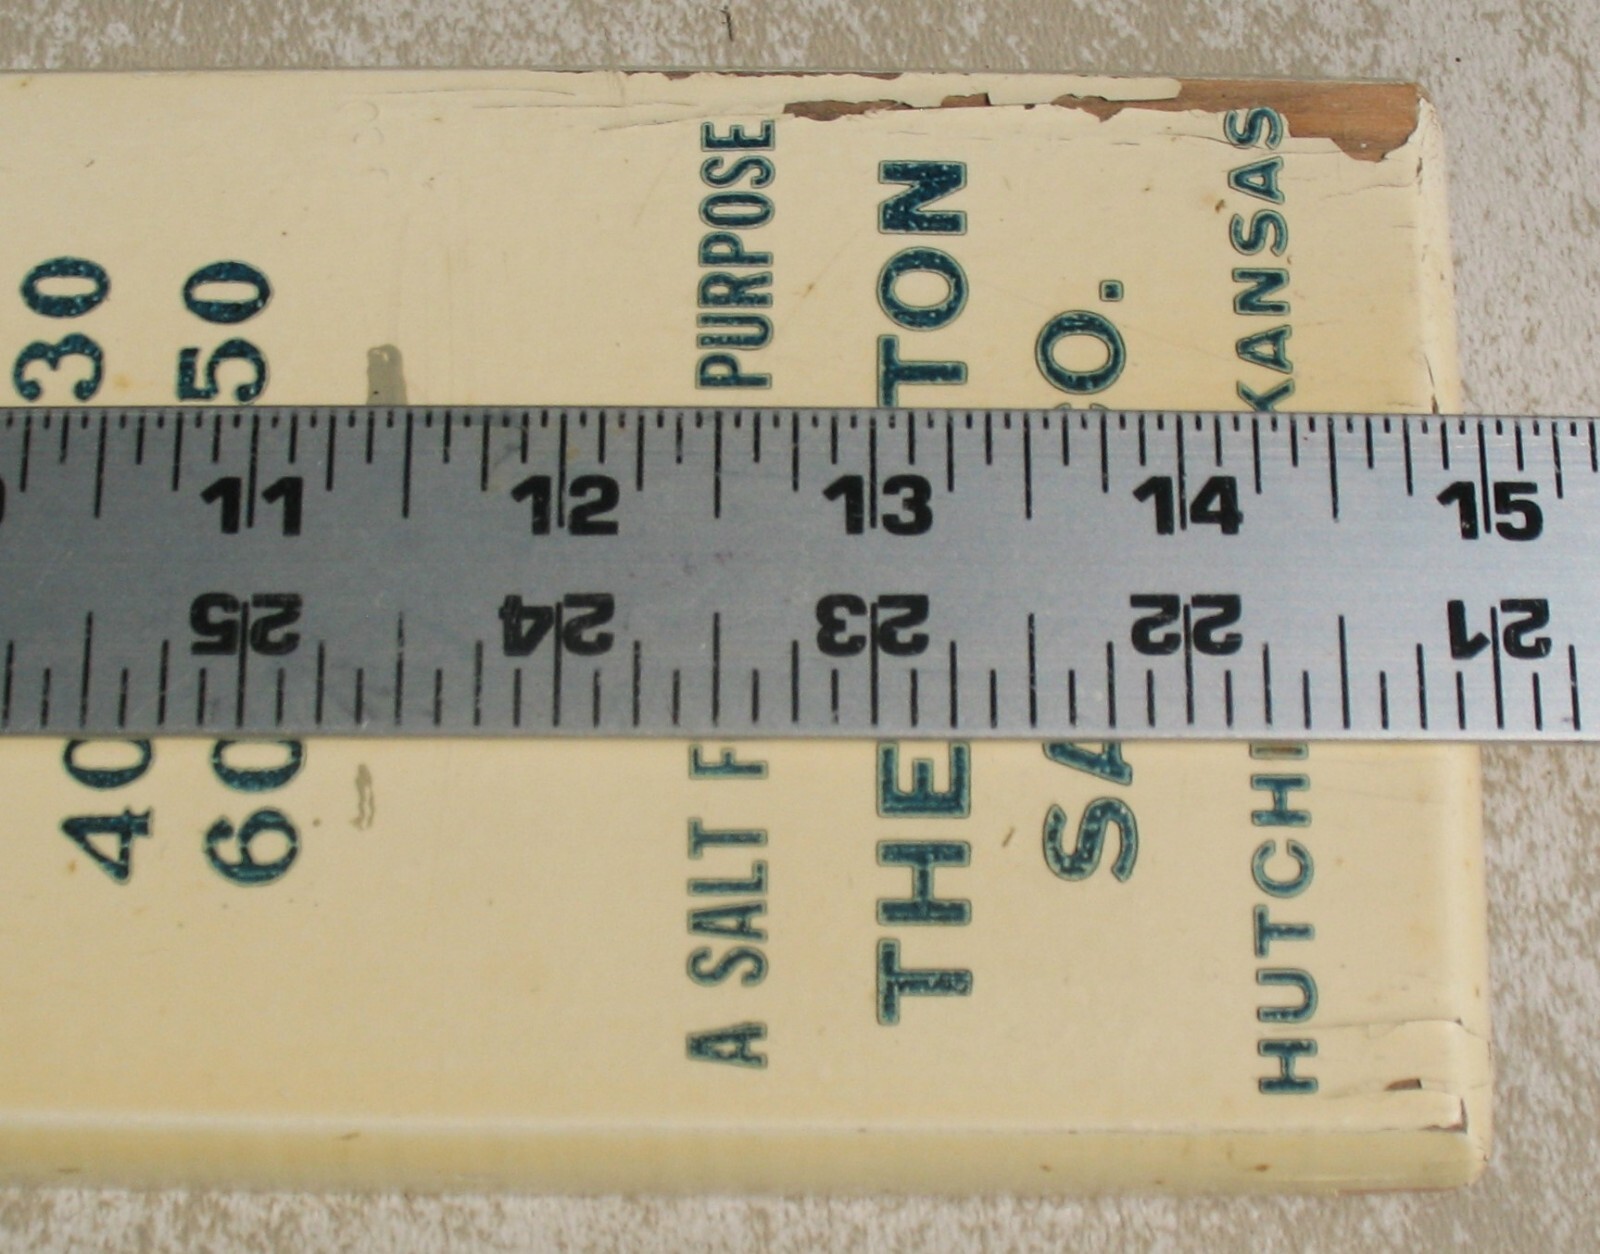 30
50
40
60
A SALT F PURPOSE
THE TON
SA CO.
HUTCHI KANSAS
11 12 13 14 15
25 24 23 22 21